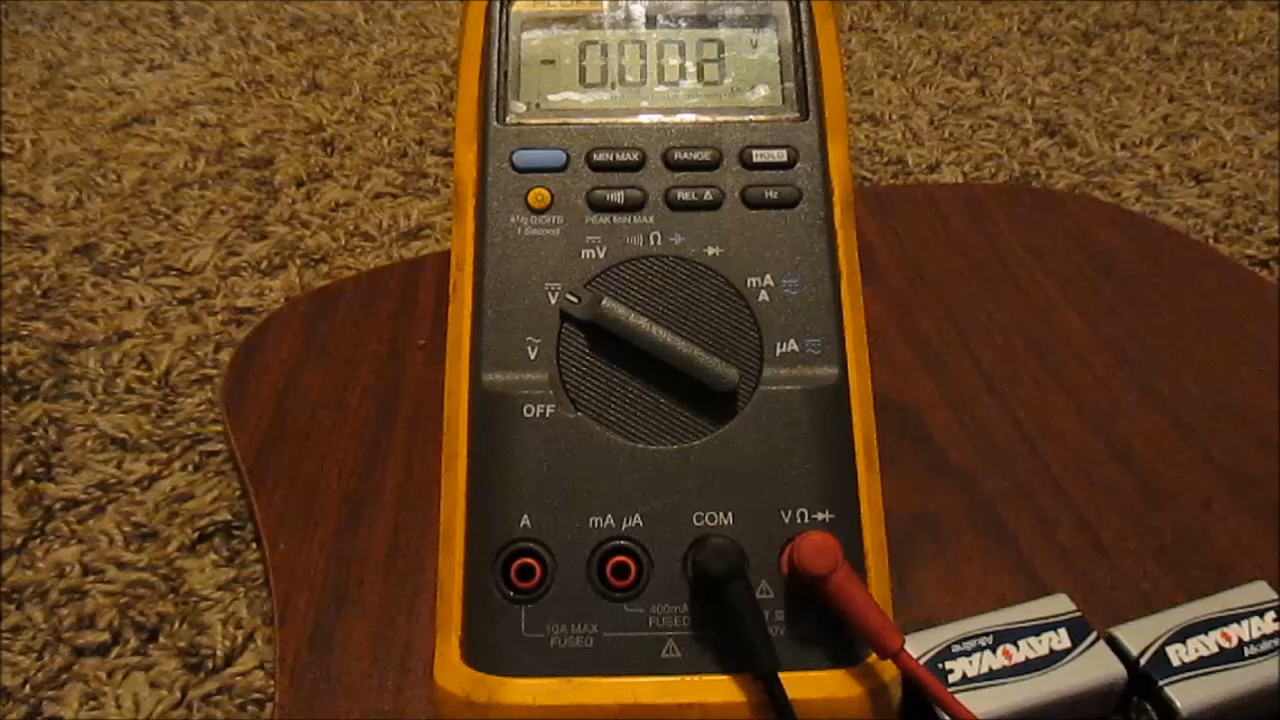 - 0.008 V
MIN MAX RANGE HOLD
4½ DIGITS
1 Second
PEAK MIN MAX
REL Δ Hz
mV
Ω
V
mA
A
V
µA
OFF
A mA µA COM V Ω
400mA
FUSED
10A MAX
FUSED
RAYOVAC
Alkaline
RAYOVAC